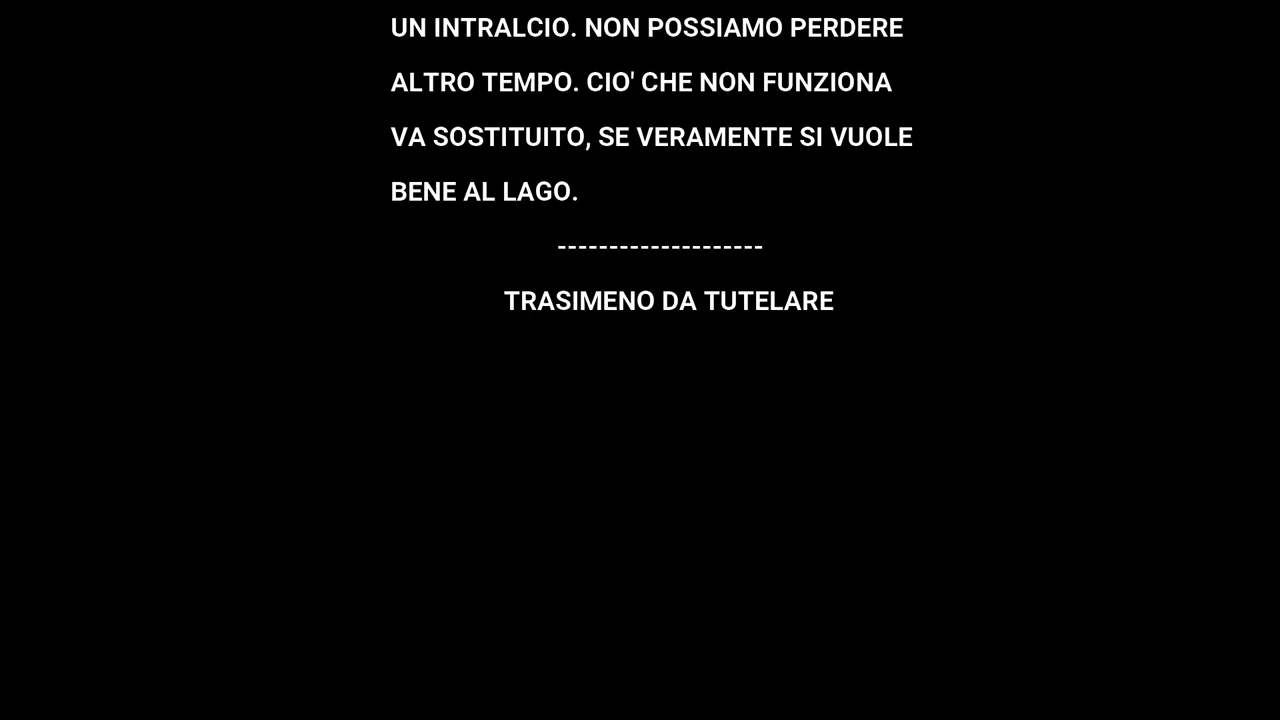 UN INTRALCIO. NON POSSIAMO PERDERE
ALTRO TEMPO. CIO' CHE NON FUNZIONA
VA SOSTITUITO, SE VERAMENTE SI VUOLE
BENE AL LAGO.
--------------------
TRASIMENO DA TUTELARE